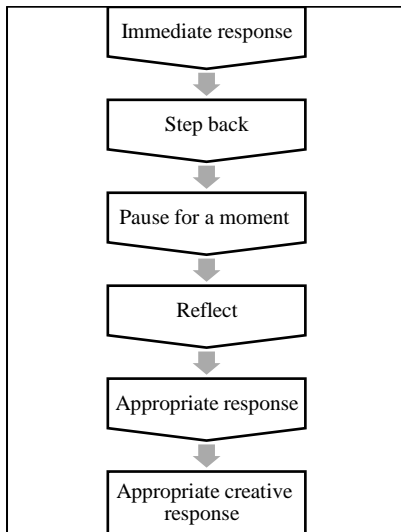 Immediate response
Step back
Pause for a moment
Reflect
Appropriate response
Appropriate creative
response